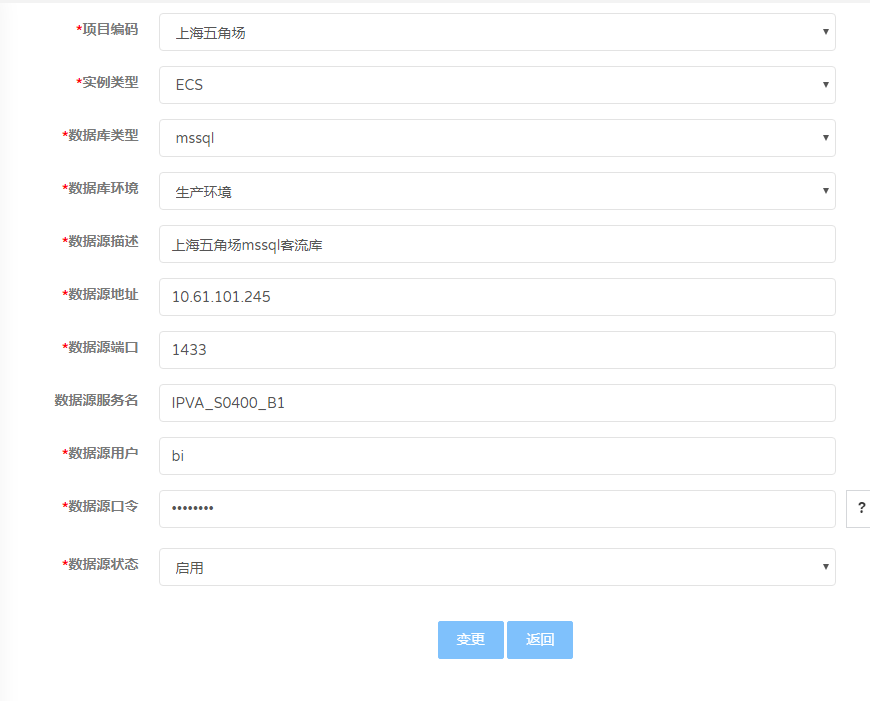 *项目编码 上海五角场
*实例类型 ECS
*数据库类型 mssql
*数据库环境 生产环境
*数据源描述 上海五角场mssql客流库
*数据源地址 10.61.101.245
*数据源端口 1433
数据源服务名 IPVA_S0400_B1
*数据源用户 bi
*数据源口令 •••••••• ?
*数据源状态 启用
变更 返回